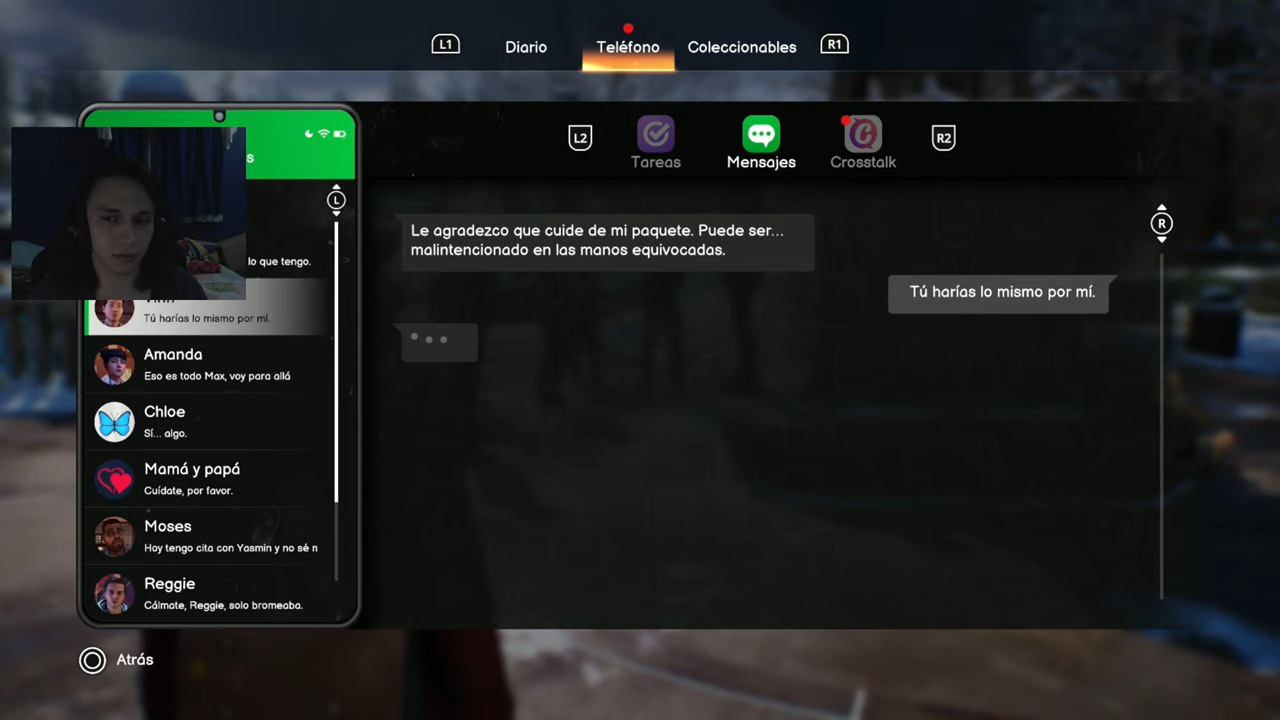 L1
Diario
Teléfono
Coleccionables
R1
L2
Tareas
Mensajes
Crosstalk
R2
L
lo que tengo.
Tú harías lo mismo por mí.
Amanda
Eso es todo Max, voy para allá
Chloe
Sí... algo.
Mamá y papá
Cuídate, por favor.
Moses
Hoy tengo cita con Yasmin y no sé n
Reggie
Cálmate, Reggie, solo bromeaba.
Le agradezco que cuide de mi paquete. Puede ser...
malintencionado en las manos equivocadas.
Tú harías lo mismo por mí.
R
Atrás